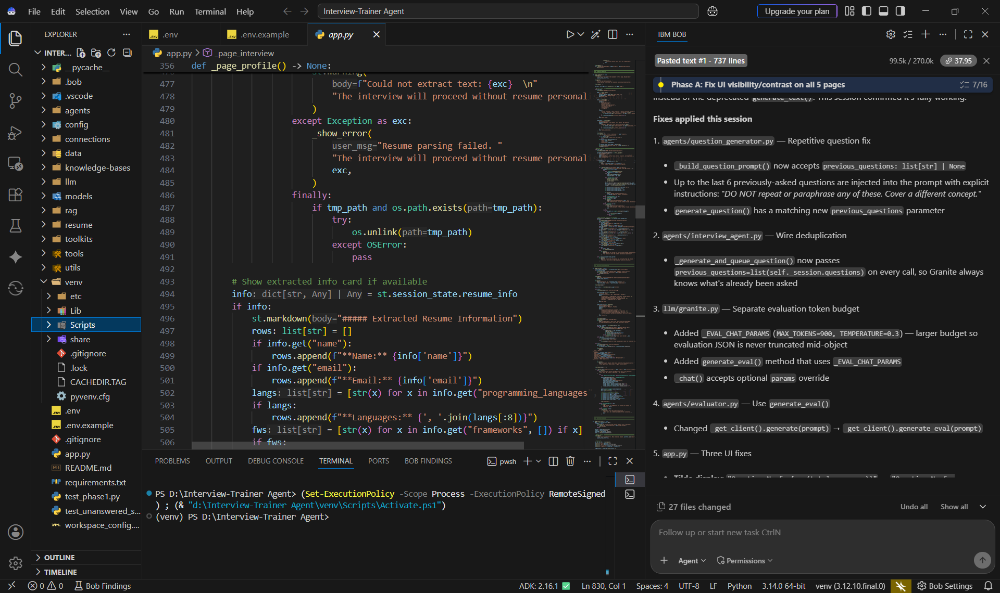 File Edit Selection View Go Run Terminal Help
Interview-Trainer Agent
Upgrade your plan
EXPLORER
INTER...
__pycache__
.bob
.vscode
agents
config
connections
data
knowledge-bases
llm
models
rag
resume
toolkits
tools
utils
venv
etc
Lib
Scripts
share
.gitignore
.lock
CACHEDIR.TAG
pyvenv.cfg
.env
.env.example
.gitignore
app.py
README.md
requirements.txt
test_phase1.py
test_unanswered_s...
workspace_config....
OUTLINE
TIMELINE
.env
.env.example
app.py
app.py > _page_interview
356 def _page_profile() -> None:
477 body=f"Could not extract text: {exc}  \n"
478 "The interview will proceed without resume personal
479 )
480 except Exception as exc:
481 _show_error(
482 user_msg="Resume parsing failed. "
483 "The interview will proceed without resume personal
484 exc,
485 )
486 finally:
487 if tmp_path and os.path.exists(path=tmp_path):
488 try:
489 os.unlink(path=tmp_path)
490 except OSError:
491 pass
492
493 # Show extracted info card if available
494 info: dict[str, Any] | Any = st.session_state.resume_info
495 if info:
496 st.markdown(body="##### Extracted Resume Information")
497 rows: list[str] = []
498 if info.get("name"):
499 rows.append(f"**Name:** {info['name']}")
500 if info.get("email"):
501 rows.append(f"**Email:** {info['email']}")
502 langs: list[str] = [str(x) for x in info.get("programming_languages
503 if langs:
504 rows.append(f"**Languages:** {', '.join(langs[:8])}")
505 fws: list[str] = [str(x) for x in info.get("frameworks", []) if x]
506 if fws:
PROBLEMS OUTPUT DEBUG CONSOLE TERMINAL PORTS BOB FINDINGS
pwsh
PS D:\Interview-Trainer Agent> (Set-ExecutionPolicy -Scope Process -ExecutionPolicy RemoteSigned
) ; (& "d:\Interview-Trainer Agent\venv\Scripts\Activate.ps1")
(venv) PS D:\Interview-Trainer Agent>
IBM BOB
Pasted text #1 - 737 lines
99.5k / 270.0k
37.95
Phase A: Fix UI visibility/contrast on all 5 pages
7/16
instead of the deprecated generate_text(). This session confirmed it's fully working.
Fixes applied this session
1. agents/question_generator.py — Repetitive question fix
• _build_question_prompt() now accepts previous_questions: list[str] | None
• Up to the last 6 previously-asked questions are injected into the prompt with explicit
instructions: "DO NOT repeat or paraphrase any of these. Cover a different concept."
• generate_question() has a matching new previous_questions parameter
2. agents/interview_agent.py — Wire deduplication
• _generate_and_queue_question() now passes
previous_questions=list(self._session.questions) on every call, so Granite always
knows what's already been asked
3. llm/granite.py — Separate evaluation token budget
• Added _EVAL_CHAT_PARAMS (MAX_TOKENS=900, TEMPERATURE=0.3) — larger budget so
evaluation JSON is never truncated mid-object
• Added generate_eval() method that uses _EVAL_CHAT_PARAMS
• _chat() accepts optional params override
4. agents/evaluator.py — Use generate_eval()
• Changed _get_client().generate(prompt) → _get_client().generate_eval(prompt)
5. app.py — Three UI fixes
27 files changed
Undo all
Show all
Follow up or start new task CtrlN
Agent
Permissions
0 0
Bob Findings
ADK: 2.16.1
Ln 830, Col 1
Spaces: 4
UTF-8
LF
Python
3.14.0 64-bit
venv (3.12.10.final.0)
Bob Settings